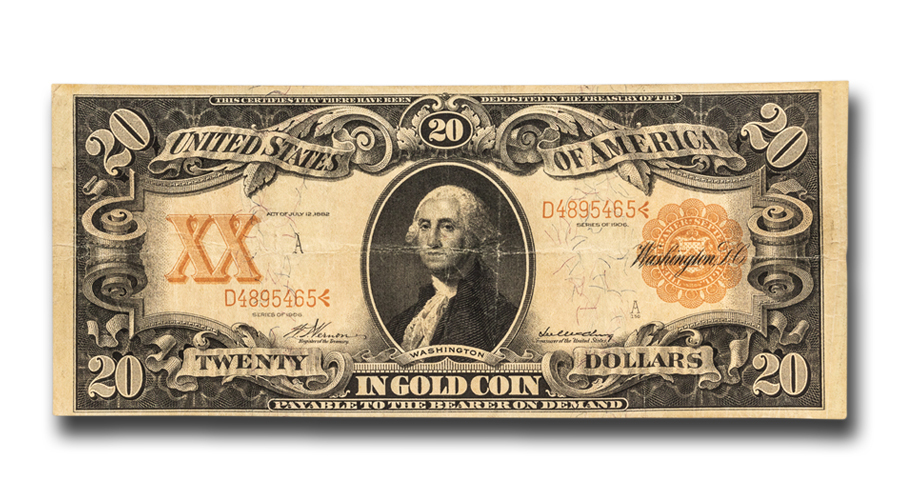 THIS CERTIFIES THAT THERE HAVE BEEN DEPOSITED IN THE TREASURY OF THE
20 20 20
UNITED STATES OF AMERICA
XX
ACT OF JULY 12, 1882
A
D4895465
SERIES OF 1906.
Washington, D.C.
D4895465
SERIES OF 1906.
A
Vernon
Register of the Treasury.
Treasurer of the United States.
WASHINGTON
TWENTY DOLLARS
20 IN GOLD COIN 20
PAYABLE TO THE BEARER ON DEMAND